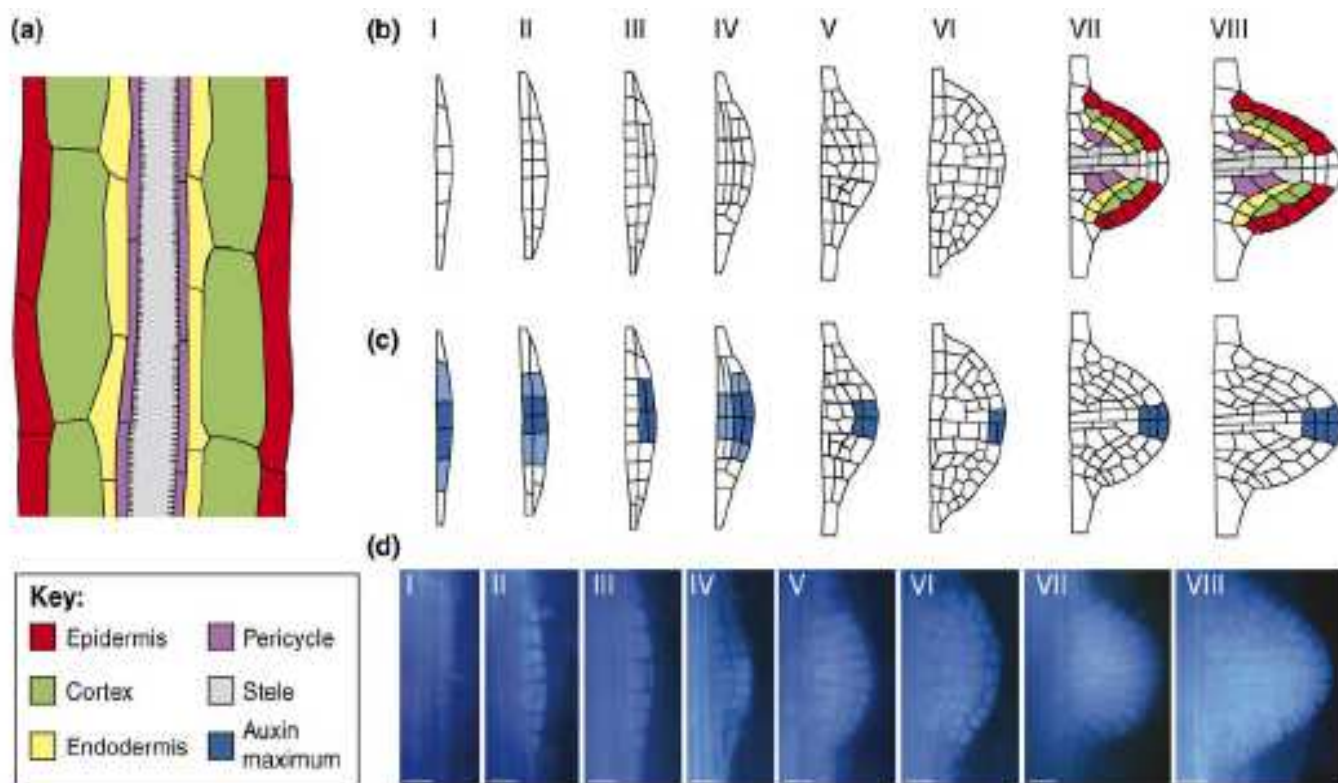 (a)
(b) I II III IV V VI VII VIII
(c)
(d)
I II III IV V VI VII VIII
Key:
Epidermis
Cortex
Endodermis
Pericycle
Stele
Auxin
maximum